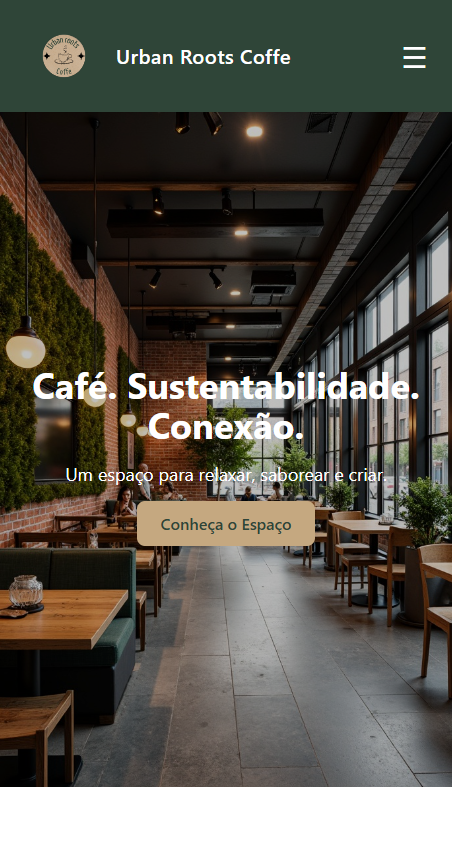 Urban roots
Coffe
Urban Roots Coffe
Café. Sustentabilidade.
Conexão.
Um espaço para relaxar, saborear e criar.
Conheça o Espaço